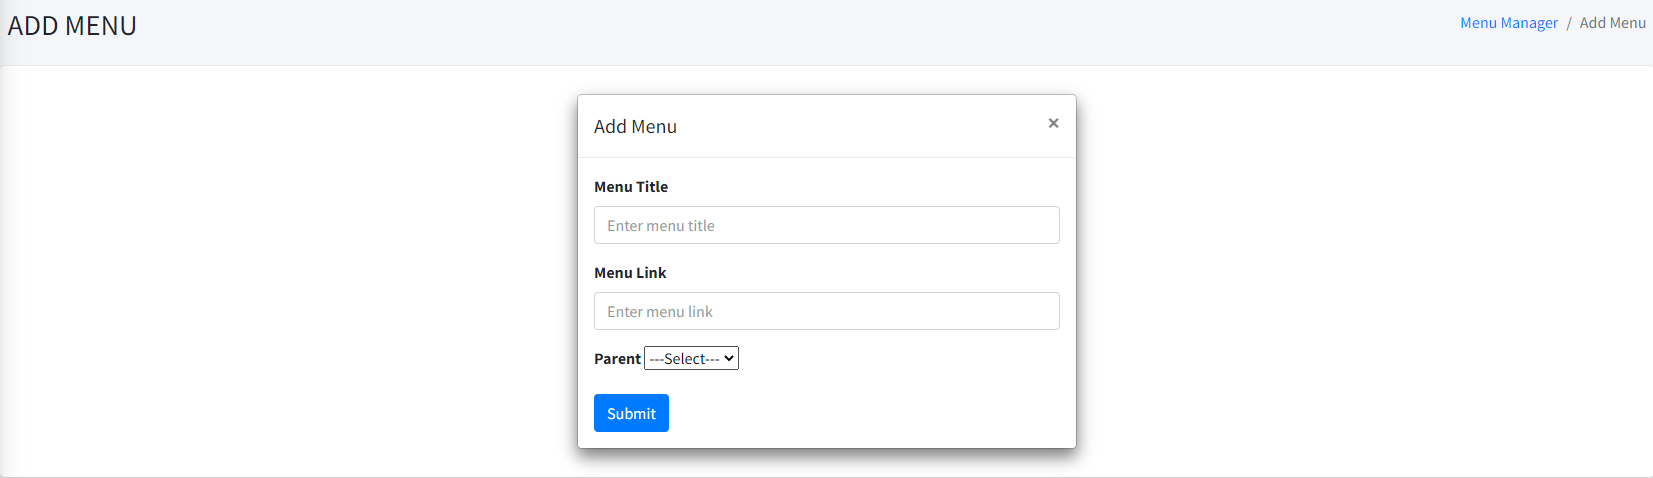 ADD MENU
Menu Manager / Add Menu
Add Menu ×
Menu Title
Enter menu title
Menu Link
Enter menu link
Parent ---Select---
Submit